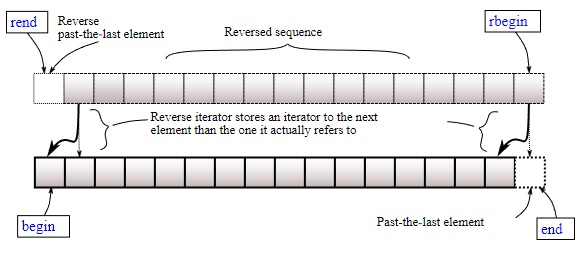 rend
Reverse
past-the-last element
Reversed sequence
rbegin
Reverse iterator stores an iterator to the next
element than the one it actually refers to
begin
Past-the-last element
end